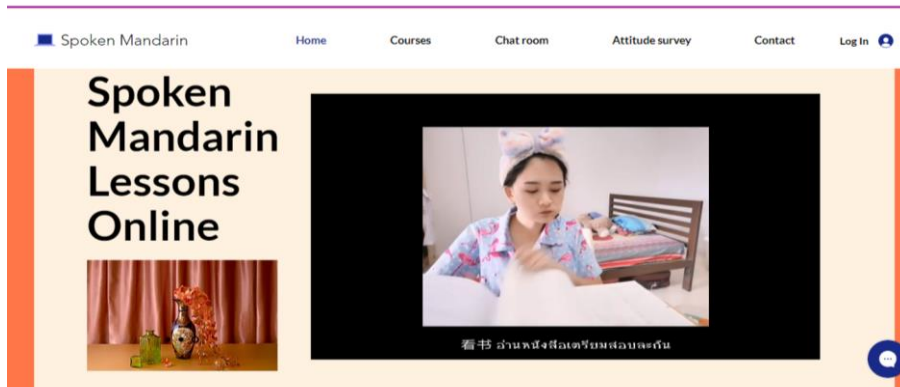 Spoken Mandarin
Home Courses Chat room Attitude survey Contact Log In
Spoken
Mandarin
Lessons
Online
看书 อ่านหนังสือเตรียมสอบละกัน